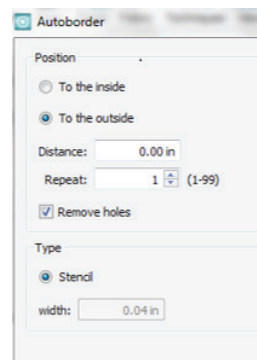 Autoborder
Position
To the inside
To the outside
Distance: 0.00 in
Repeat: 1 (1-99)
Remove holes
Type
Stencil
width: 0.04 in